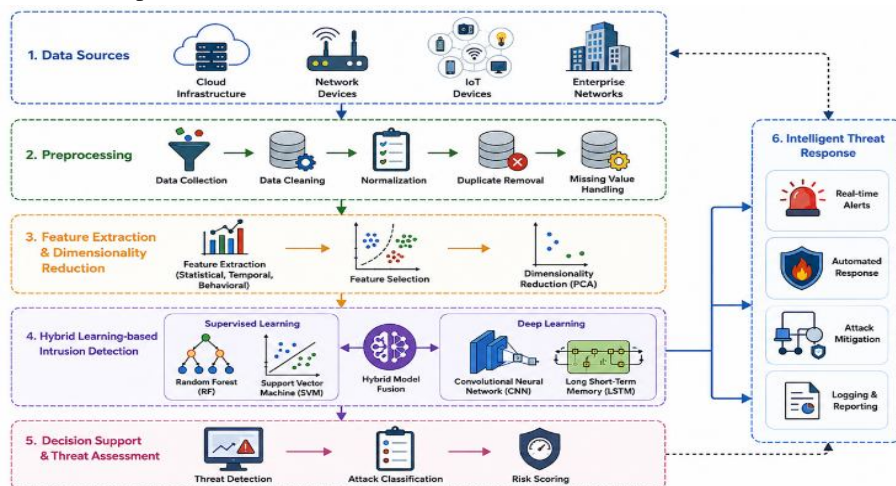 1. Data Sources
Cloud
Infrastructure
Network
Devices
IoT
Devices
Enterprise
Networks
2. Preprocessing
Data Collection
Data Cleaning
Normalization
Duplicate Removal
Missing Value
Handling
3. Feature Extraction
& Dimensionality
Reduction
Feature Extraction
(Statistical, Temporal,
Behavioral)
Feature Selection
Dimensionality
Reduction (PCA)
4. Hybrid Learning-based
Intrusion Detection
Supervised Learning
Random Forest
(RF)
Support Vector
Machine (SVM)
Hybrid Model
Fusion
Deep Learning
Convolutional Neural
Network (CNN)
Long Short-Term
Memory (LSTM)
5. Decision Support
& Threat Assessment
Threat Detection
Attack Classification
Risk Scoring
6. Intelligent Threat
Response
Real-time
Alerts
Automated
Response
Attack
Mitigation
Logging &
Reporting